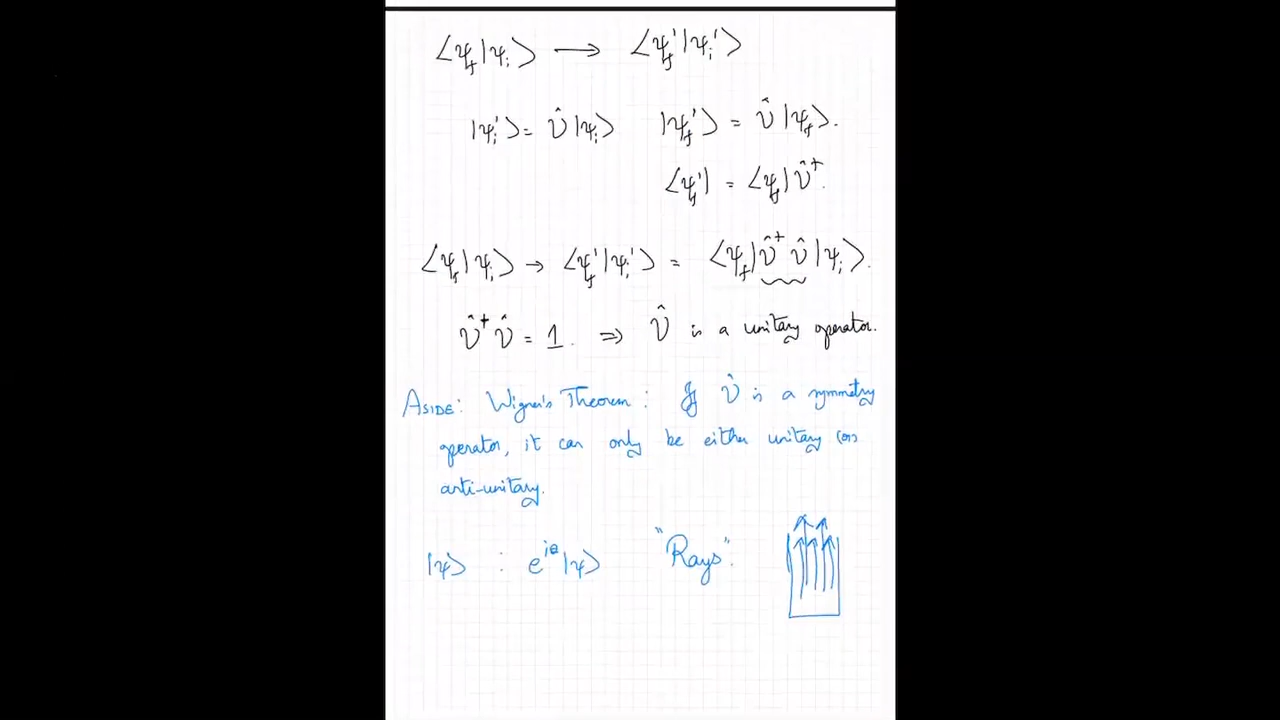 ⟨ψ_f|ψ_i⟩ ⟶ ⟨ψ_f'|ψ_i'⟩
|ψ_i'⟩ = Û|ψ_i⟩   |ψ_f'⟩ = Û|ψ_f⟩.
⟨ψ_f'| = ⟨ψ_f|Û†.
⟨ψ_f|ψ_i⟩ → ⟨ψ_f'|ψ_i'⟩ = ⟨ψ_f|Û†Û|ψ_i⟩.
Û†Û = 1. ⇒ Û is a unitary operator.
ASIDE: Wigner's Theorem: If Û is a symmetry
operator, it can only be either unitary (or)
anti-unitary.
|ψ⟩ : e^{iθ}|ψ⟩ "Rays".